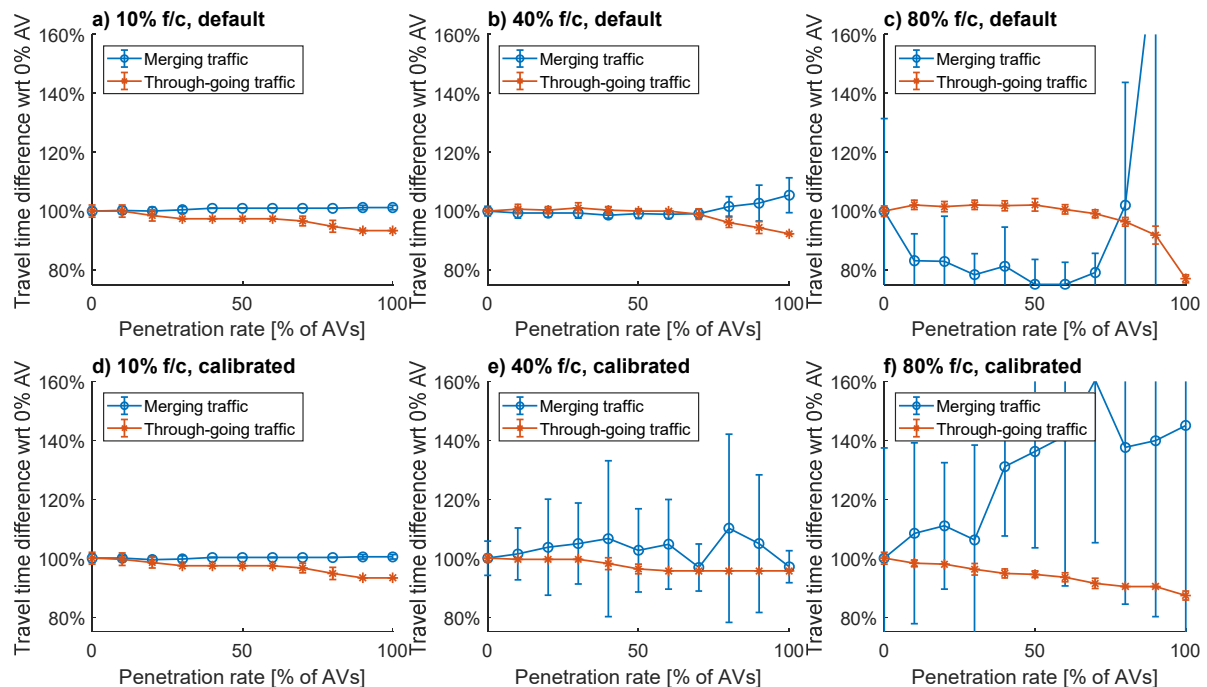 a) 10% f/c, default
160%
140%
120%
100%
80%
Travel time difference wrt 0% AV
Merging traffic
Through-going traffic
0
50
100
Penetration rate [% of AVs]
b) 40% f/c, default
160%
140%
120%
100%
80%
Travel time difference wrt 0% AV
Merging traffic
Through-going traffic
0
50
100
Penetration rate [% of AVs]
c) 80% f/c, default
160%
140%
120%
100%
80%
Travel time difference wrt 0% AV
Merging traffic
Through-going traffic
0
50
100
Penetration rate [% of AVs]
d) 10% f/c, calibrated
160%
140%
120%
100%
80%
Travel time difference wrt 0% AV
Merging traffic
Through-going traffic
0
50
100
Penetration rate [% of AVs]
e) 40% f/c, calibrated
160%
140%
120%
100%
80%
Travel time difference wrt 0% AV
Merging traffic
Through-going traffic
0
50
100
Penetration rate [% of AVs]
f) 80% f/c, calibrated
160%
140%
120%
100%
80%
Travel time difference wrt 0% AV
Merging traffic
Through-going traffic
0
50
100
Penetration rate [% of AVs]